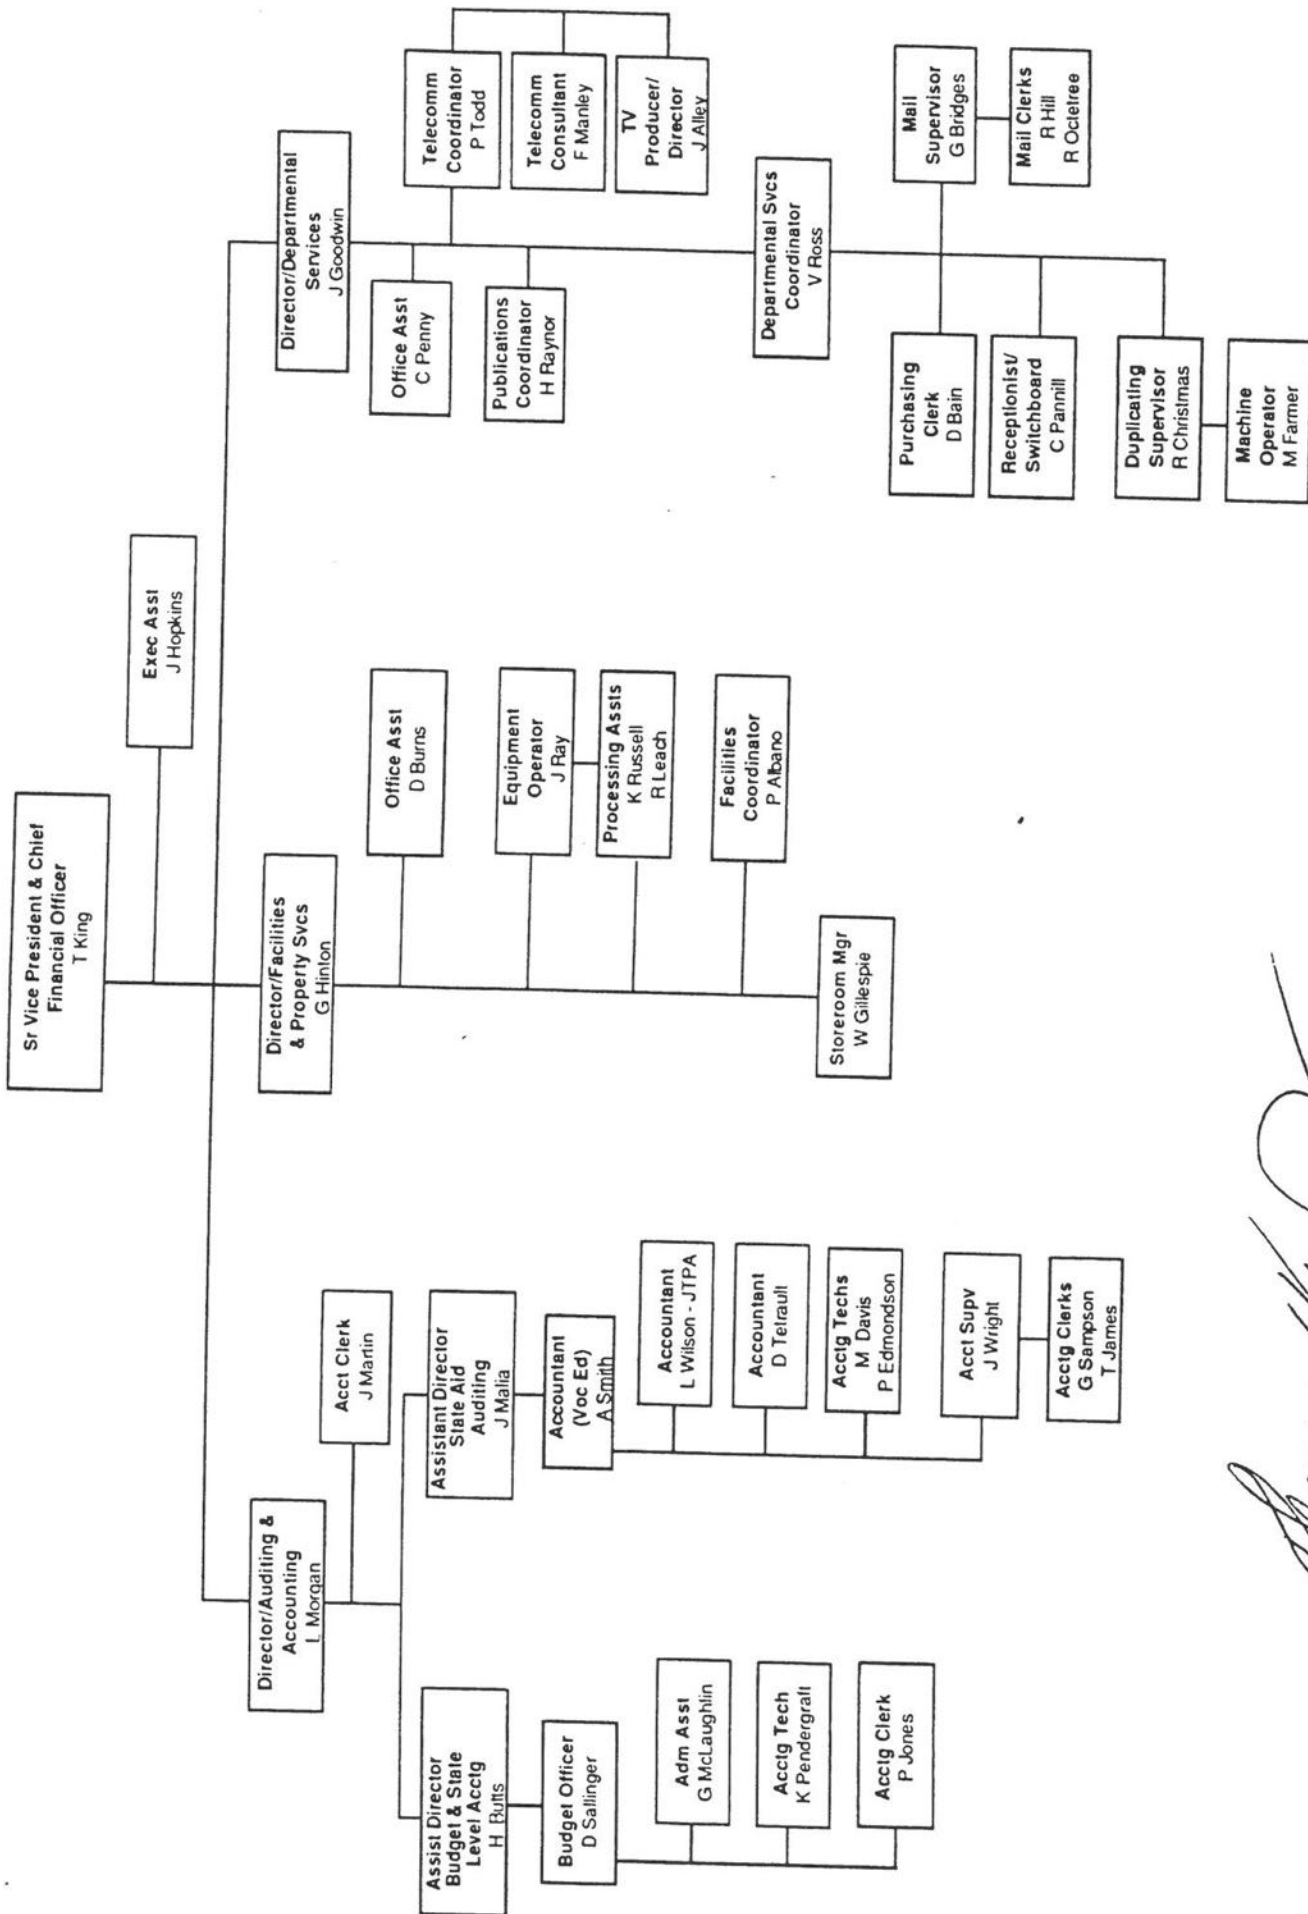 Sr Vice President & Chief
Financial Officer
T King
Exec Asst
J Hopkins
Director/Auditing &
Accounting
L Morgan
Acct Clerk
J Martin
Assist Director
Budget & State
Level Acctg
H Butts
Budget Officer
D Sallinger
Adm Asst
G McLaughlin
Acctg Tech
K Pendergraft
Acctg Clerk
P Jones
Assistant Director
State Aid
Auditing
J Malia
Accountant
(Voc Ed)
A Smith
Accountant
L Wilson - JTPA
Accountant
D Tetrault
Acctg Techs
M Davis
P Edmondson
Acct Supv
J Wright
Acctg Clerks
G Sampson
T James
Director/Facilities
& Property Svcs
G Hinton
Office Asst
D Burns
Equipment
Operator
J Ray
Processing Assts
K Russell
R Leach
Facilities
Coordinator
P Albano
Storeroom Mgr
W Gillespie
Director/Departmental
Services
J Goodwin
Office Asst
C Penny
Publications
Coordinator
H Raynor
Telecomm
Coordinator
P Todd
Telecomm
Consultant
F Manley
TV
Producer/
Director
J Alley
Departmental Svcs
Coordinator
V Ross
Purchasing
Clerk
D Bain
Receptionist/
Switchboard
C Pannill
Duplicating
Supervisor
R Christmas
Machine
Operator
M Farmer
Mail
Supervisor
G Bridges
Mail Clerks
R Hill
R Octetree